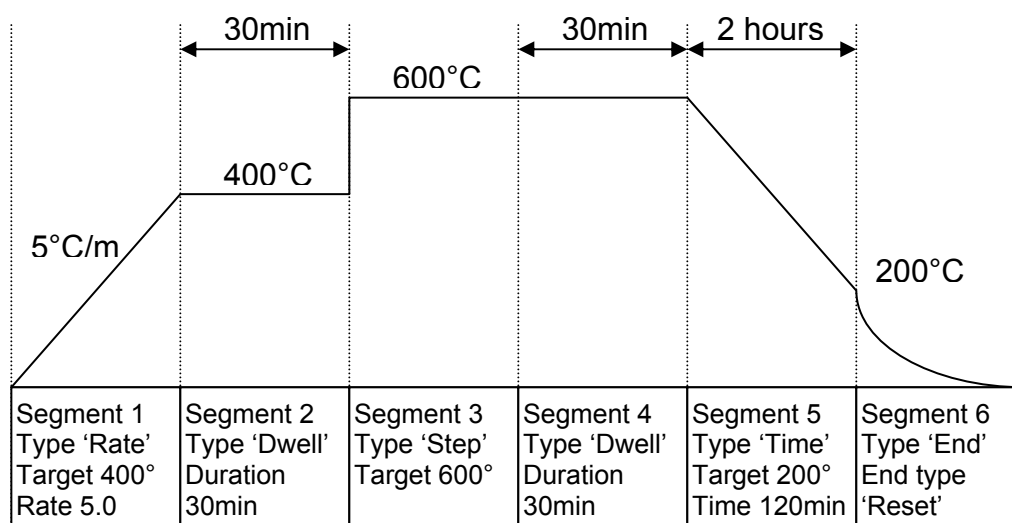 30min
30min
2 hours
600°C
400°C
5°C/m
200°C
Segment 1
Type ‘Rate’
Target 400°
Rate 5.0
Segment 2
Type ‘Dwell’
Duration
30min
Segment 3
Type ‘Step’
Target 600°
Segment 4
Type ‘Dwell’
Duration
30min
Segment 5
Type ‘Time’
Target 200°
Time 120min
Segment 6
Type ‘End’
End type
‘Reset’